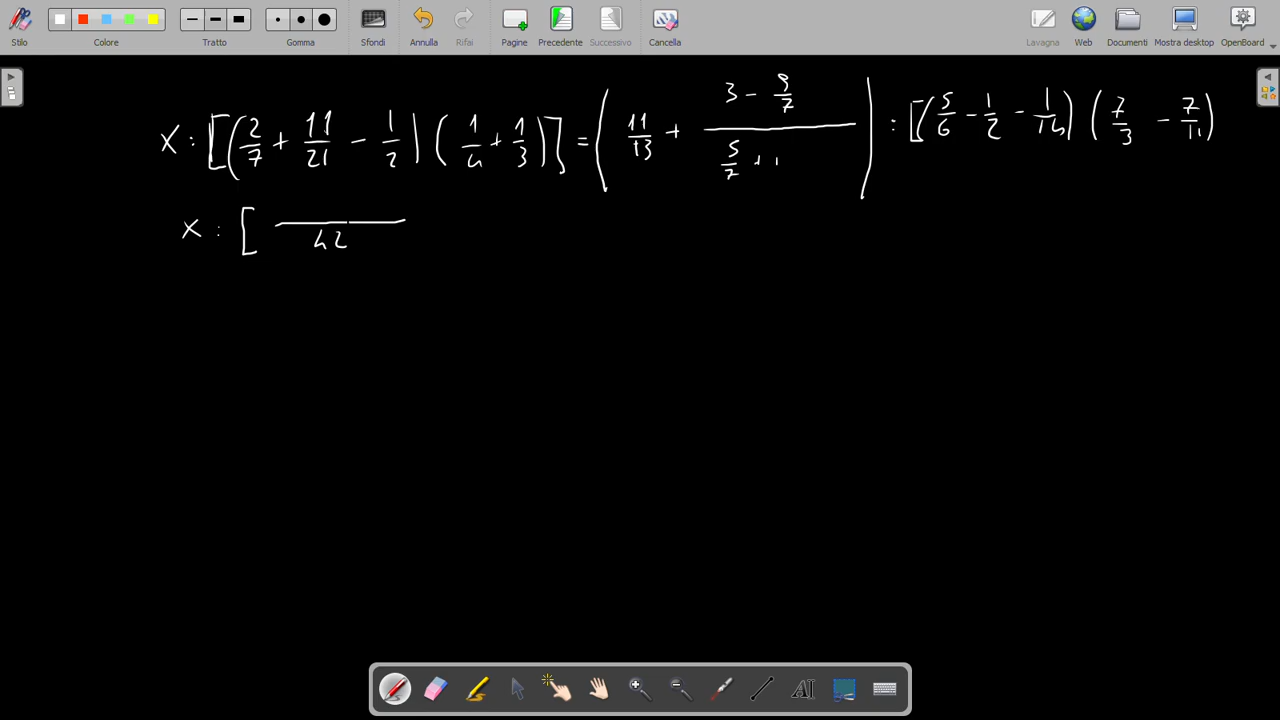 Stilo Colore Tratto Gomma Sfondi Annulla Rifai Pagine Precedente Successivo Cancella Lavagna Web Documenti Mostra desktop OpenBoard
X : [(2/7 + 11/21 - 1/2) (1/4 + 1/3)] = (11/13 + (3 - 9/7)/(5/7 + 1)) : [(5/6 - 1/2 - 1/14) (7/3 - 7/11)
X : [ /42
AI